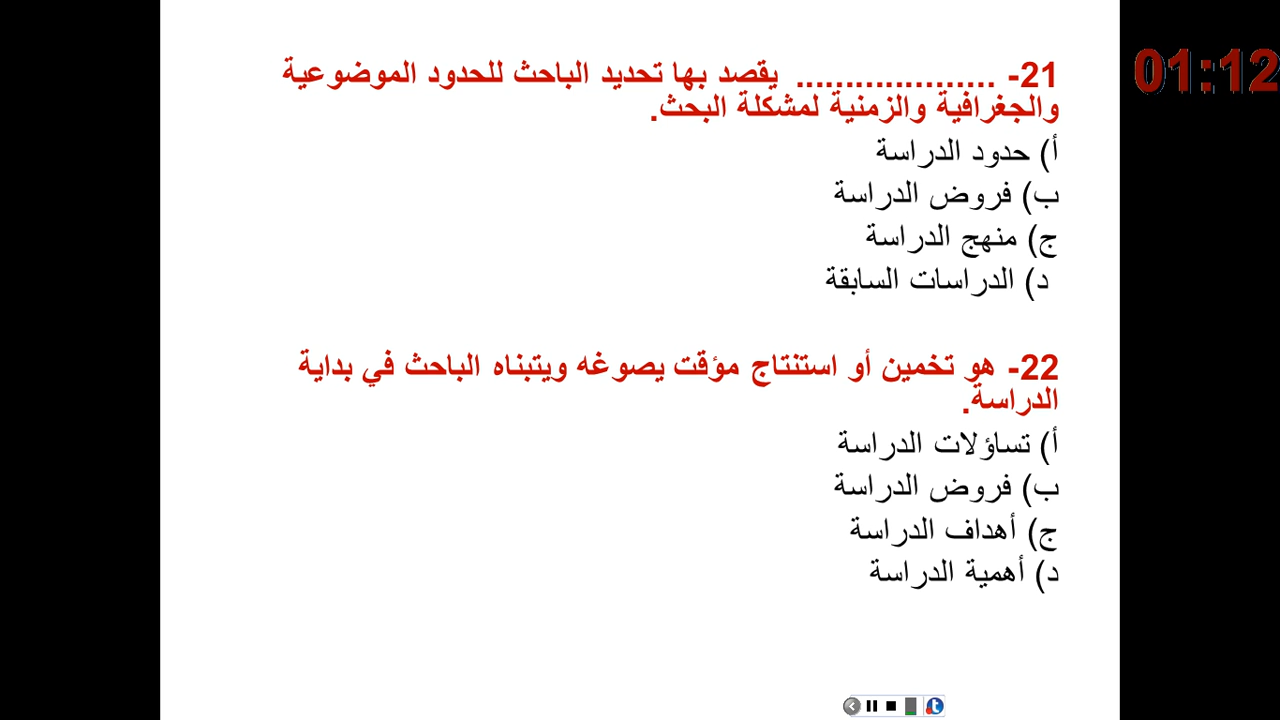 21- .................... يقصد بها تحديد الباحث للحدود الموضوعية
والجغرافية والزمنية لمشكلة البحث.
أ) حدود الدراسة
ب) فروض الدراسة
ج) منهج الدراسة
د) الدراسات السابقة
22- هو تخمين أو استنتاج مؤقت يصوغه ويتبناه الباحث في بداية
الدراسة.
أ) تساؤلات الدراسة
ب) فروض الدراسة
ج) أهداف الدراسة
د) أهمية الدراسة
01:12